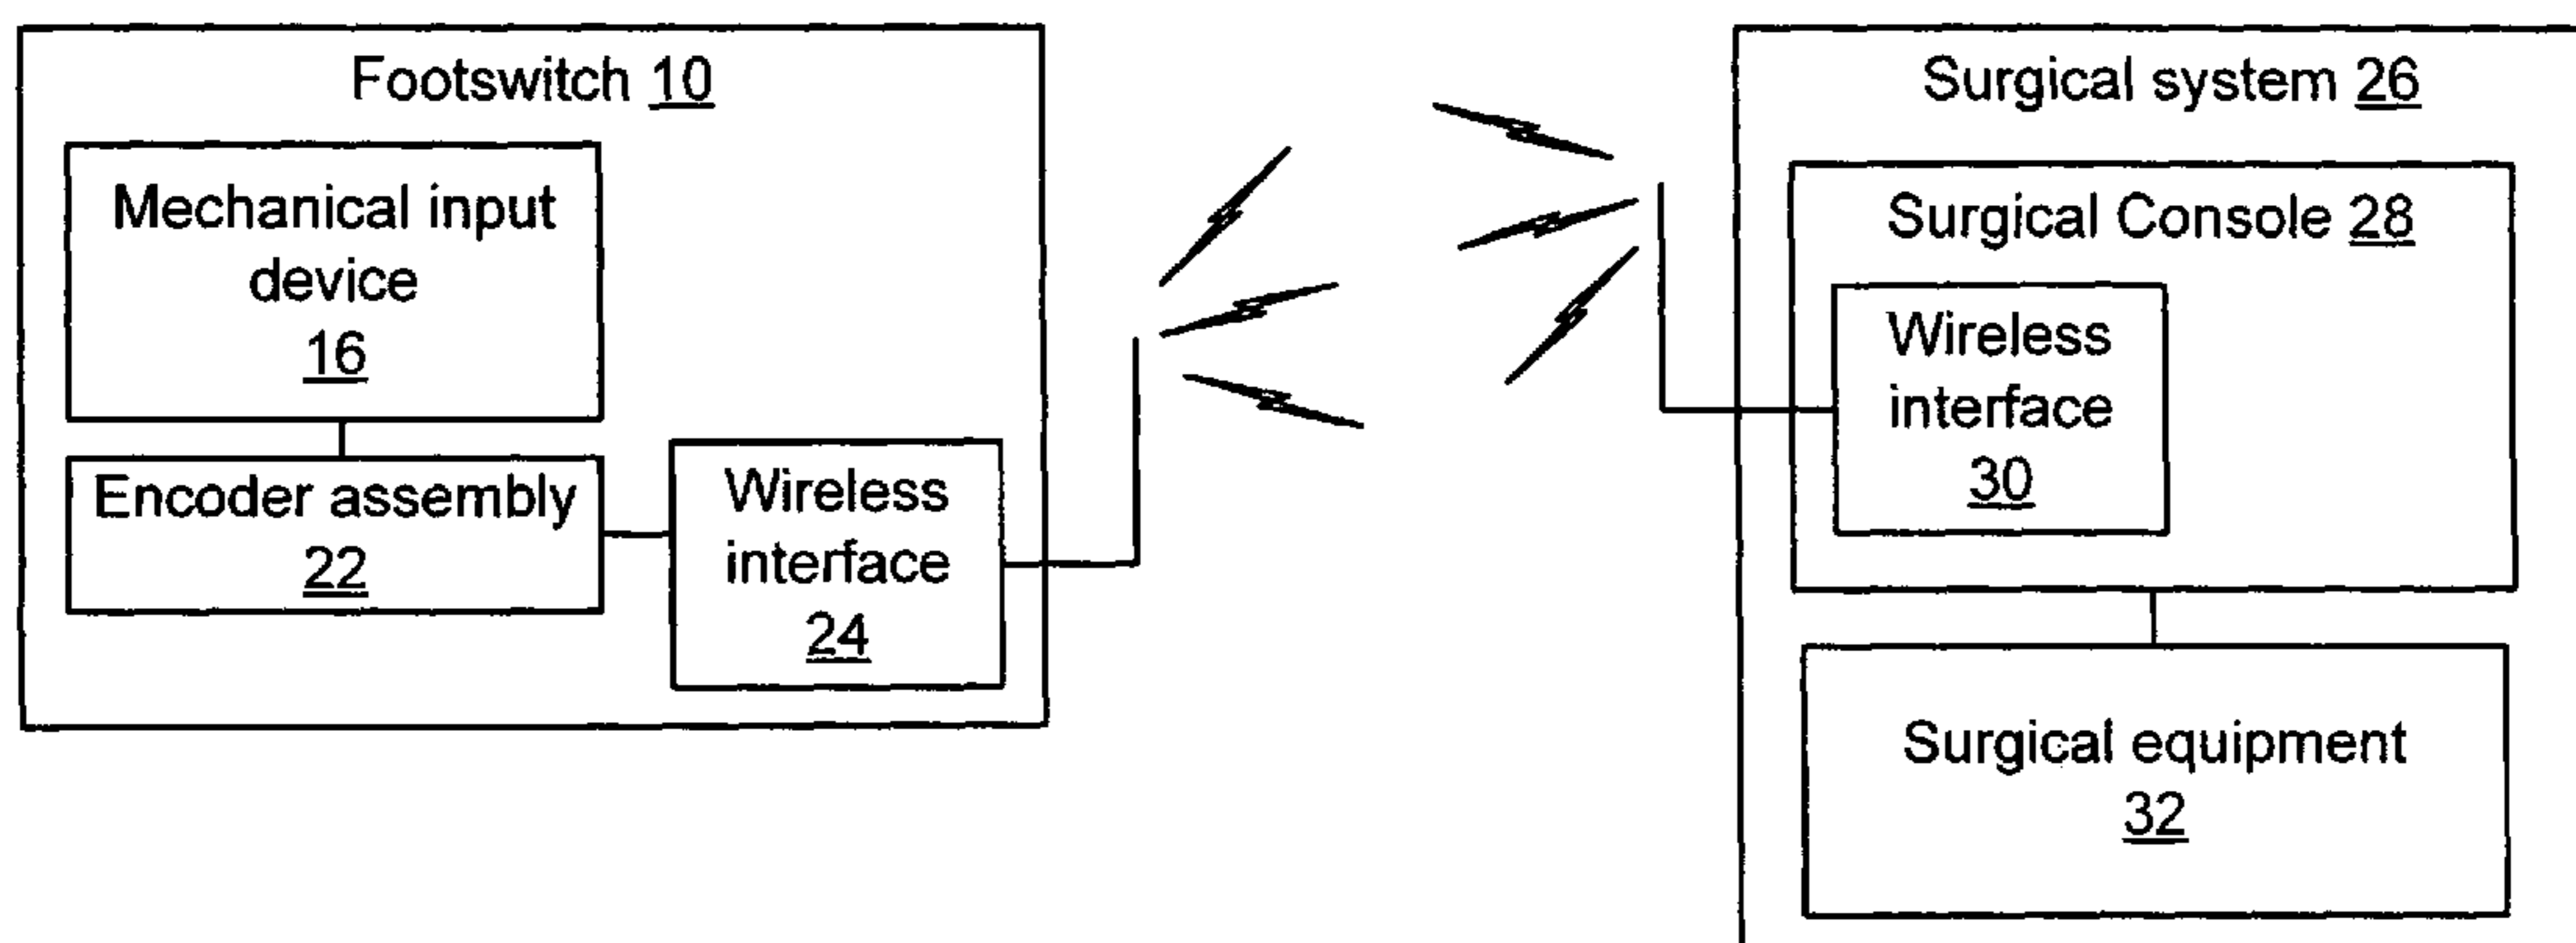 Footswitch 10
Mechanical input
device
16
Encoder assembly
22
Wireless
interface
24
Surgical system 26
Surgical Console 28
Wireless
interface
30
Surgical equipment
32